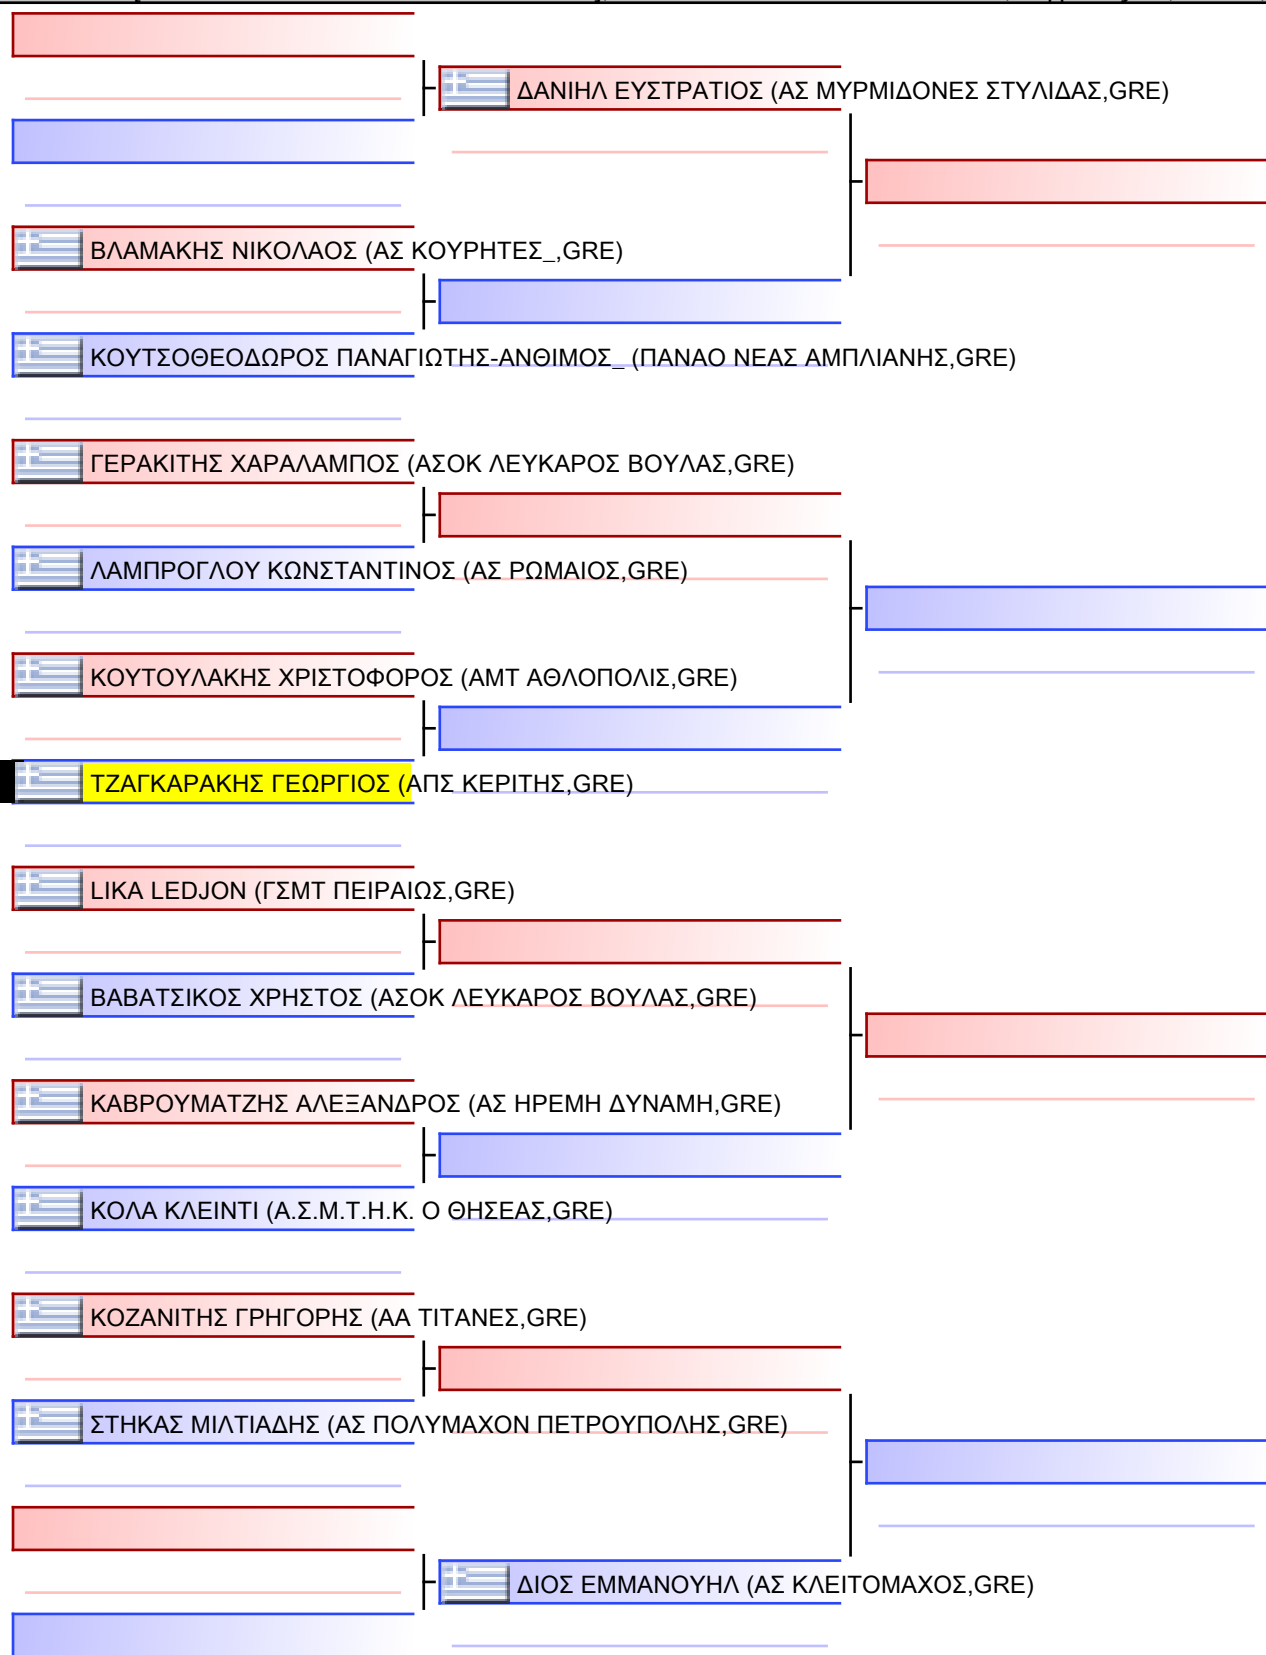 ΔΑΝΙΗΛ ΕΥΣΤΡΑΤΙΟΣ (ΑΣ ΜΥΡΜΙΔΟΝΕΣ ΣΤΥΛΙΔΑΣ,GRE)
ΒΛΑΜΑΚΗΣ ΝΙΚΟΛΑΟΣ (ΑΣ ΚΟΥΡΗΤΕΣ_,GRE)
ΚΟΥΤΣΟΘΕΟΔΩΡΟΣ ΠΑΝΑΓΙΩΤΗΣ-ΑΝΘΙΜΟΣ_ (ΠΑΝΑΟ ΝΕΑΣ ΑΜΠΛΙΑΝΗΣ,GRE)
ΓΕΡΑΚΙΤΗΣ ΧΑΡΑΛΑΜΠΟΣ (ΑΣΟΚ ΛΕΥΚΑΡΟΣ ΒΟΥΛΑΣ,GRE)
ΛΑΜΠΡΟΓΛΟΥ ΚΩΝΣΤΑΝΤΙΝΟΣ (ΑΣ ΡΩΜΑΙΟΣ,GRE)
ΚΟΥΤΟΥΛΑΚΗΣ ΧΡΙΣΤΟΦΟΡΟΣ (ΑΜΤ ΑΘΛΟΠΟΛΙΣ,GRE)
ΤΖΑΓΚΑΡΑΚΗΣ ΓΕΩΡΓΙΟΣ (ΑΠΣ ΚΕΡΙΤΗΣ,GRE)
LIKA LEDJON (ΓΣΜΤ ΠΕΙΡΑΙΩΣ,GRE)
ΒΑΒΑΤΣΙΚΟΣ ΧΡΗΣΤΟΣ (ΑΣΟΚ ΛΕΥΚΑΡΟΣ ΒΟΥΛΑΣ,GRE)
ΚΑΒΡΟΥΜΑΤΖΗΣ ΑΛΕΞΑΝΔΡΟΣ (ΑΣ ΗΡΕΜΗ ΔΥΝΑΜΗ,GRE)
ΚΟΛΑ ΚΛΕΙΝΤΙ (Α.Σ.Μ.Τ.Η.Κ. Ο ΘΗΣΕΑΣ,GRE)
ΚΟΖΑΝΙΤΗΣ ΓΡΗΓΟΡΗΣ (ΑΑ ΤΙΤΑΝΕΣ,GRE)
ΣΤΗΚΑΣ ΜΙΛΤΙΑΔΗΣ (ΑΣ ΠΟΛΥΜΑΧΟΝ ΠΕΤΡΟΥΠΟΛΗΣ,GRE)
ΔΙΟΣ ΕΜΜΑΝΟΥΗΛ (ΑΣ ΚΛΕΙΤΟΜΑΧΟΣ,GRE)